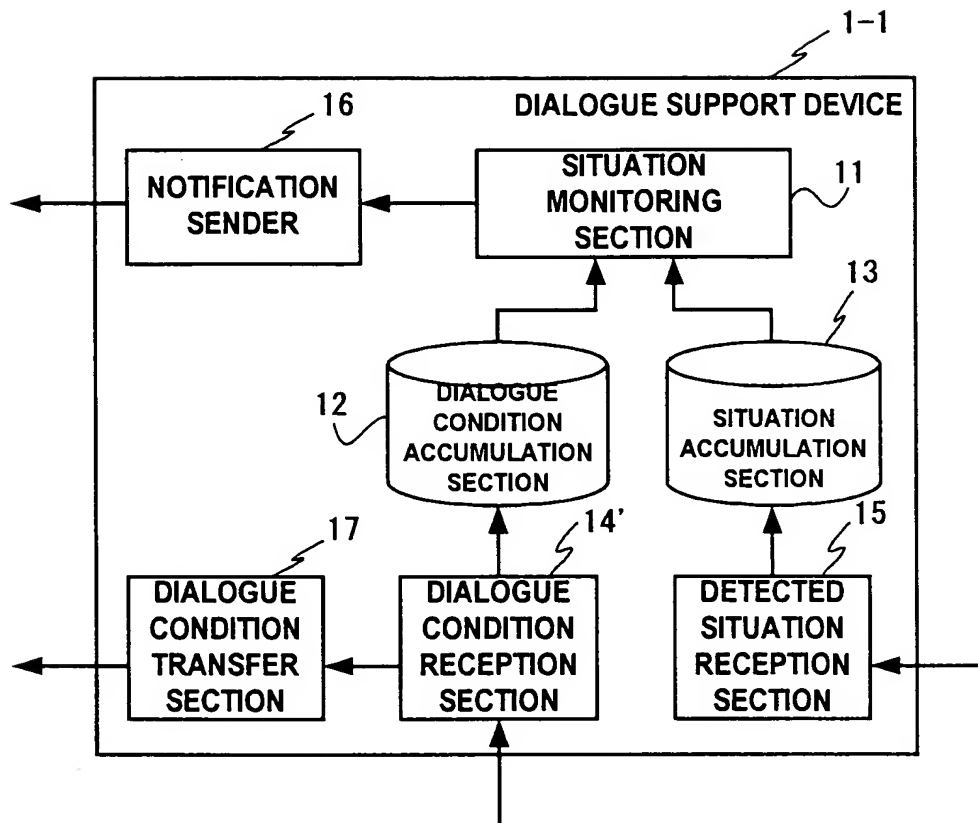 1-1
DIALOGUE SUPPORT DEVICE
16
NOTIFICATION
SENDER
SITUATION
MONITORING
SECTION
11
12
DIALOGUE
CONDITION
ACCUMULATION
SECTION
13
SITUATION
ACCUMULATION
SECTION
17
DIALOGUE
CONDITION
TRANSFER
SECTION
14'
DIALOGUE
CONDITION
RECEPTION
SECTION
15
DETECTED
SITUATION
RECEPTION
SECTION